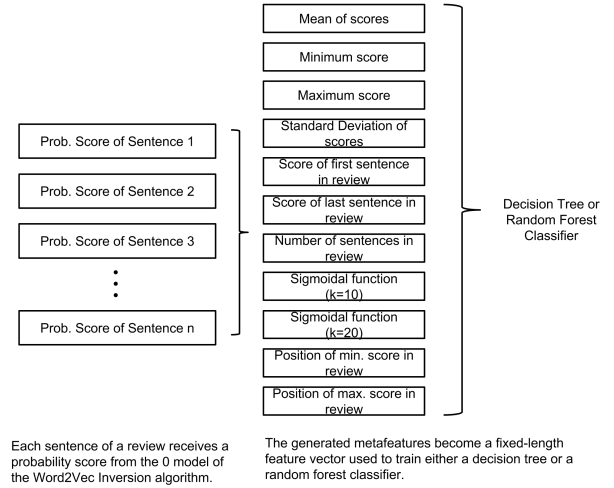 Prob. Score of Sentence 1
Prob. Score of Sentence 2
Prob. Score of Sentence 3
Prob. Score of Sentence n
Mean of scores
Minimum score
Maximum score
Standard Deviation of
scores
Score of first sentence
in review
Score of last sentence in
review
Number of sentences in
review
Sigmoidal function
(k=10)
Sigmoidal function
(k=20)
Position of min. score in
review
Position of max. score in
review
Decision Tree or
Random Forest
Classifier
Each sentence of a review receives a
probability score from the 0 model of
the Word2Vec Inversion algorithm.
The generated metafeatures become a fixed-length
feature vector used to train either a decision tree or a
random forest classifier.